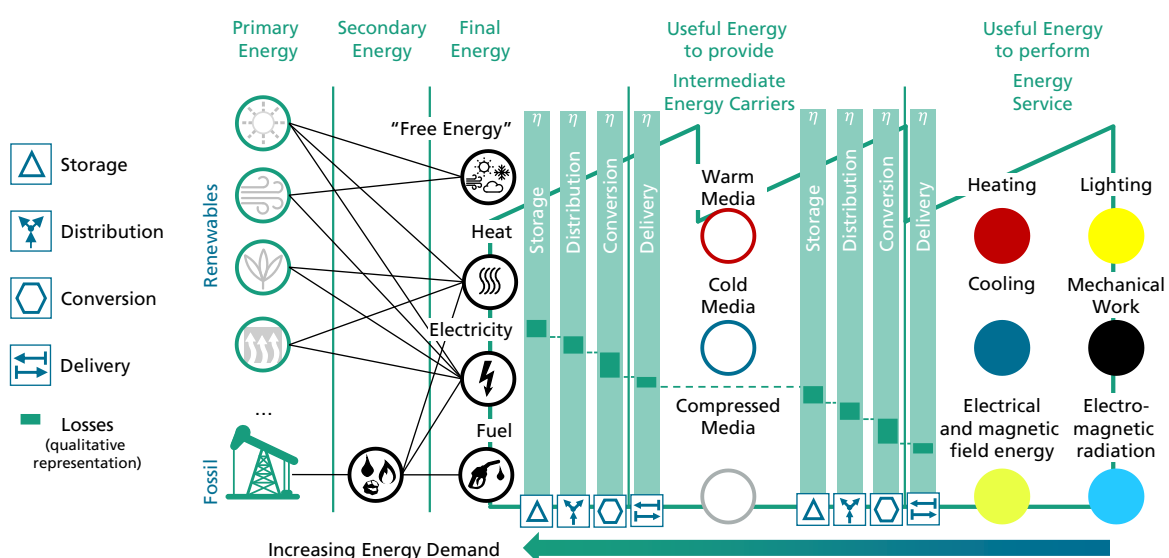 Primary
Energy
Secondary
Energy
Final
Energy
Useful Energy
to provide
Intermediate
Energy Carriers
Useful Energy
to perform
Energy
Service
Storage
Distribution
Conversion
Delivery
Losses
(qualitative
representation)
Renewables
Fossil
...
“Free Energy”
Heat
Electricity
Fuel
η
Storage
η
Distribution
η
Conversion
η
Delivery
Warm
Media
Cold
Media
Compressed
Media
η
Storage
η
Distribution
η
Conversion
η
Delivery
Heating
Lighting
Cooling
Mechanical
Work
Electrical
and magnetic
field energy
Electro-
magnetic
radiation
Increasing Energy Demand